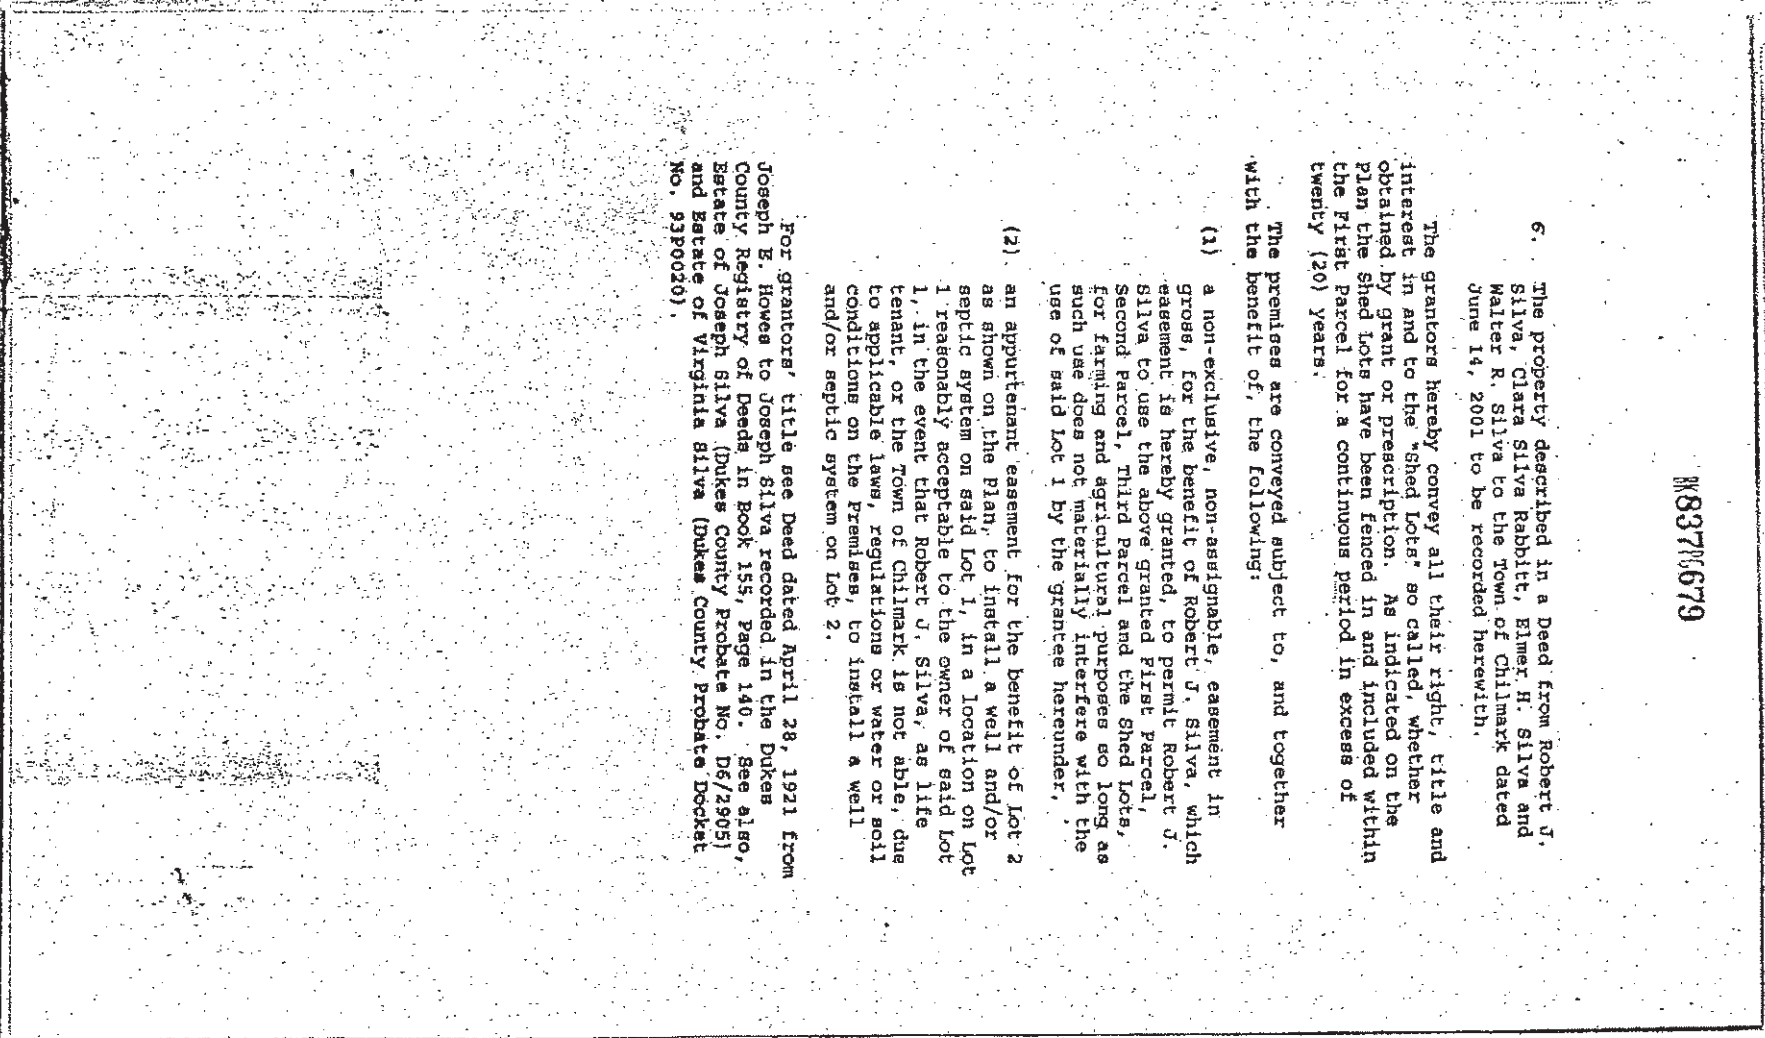 BK837PG679
6. The property described in a Deed from Robert J.
Silva, Clara Silva Rabbitt, Elmer H. Silva and
Walter R. Silva to the Town of Chilmark dated
June 14, 2001 to be recorded herewith.
The grantors hereby convey all their right, title and
interest in and to the "Shed Lots" so called, whether
obtained by grant or prescription. As indicated on the
plan the Shed Lots have been fenced in and included within
the First Parcel for a continuous period in excess of
twenty (20) years.
The premises are conveyed subject to, and together
with the benefit of, the following:
(1) a non-exclusive, non-assignable, easement in
gross, for the benefit of Robert J. Silva, which
easement is hereby granted, to permit Robert J.
Silva to use the above granted First Parcel,
Second Parcel, Third Parcel and the Shed Lots,
for farming and agricultural purposes so long as
such use does not materially interfere with the
use of said Lot 1 by the grantee hereunder,
(2) an appurtenant easement for the benefit of Lot 2
as shown on the Plan, to install a well and/or
septic system on said Lot 1, in a location on Lot
1 reasonably acceptable to the owner of said Lot
1, in the event that Robert J. Silva, as life
tenant, or the Town of Chilmark is not able, due
to applicable laws, regulations or water or soil
conditions on the Premises, to install a well
and/or septic system on Lot 2.
For grantors' title see Deed dated April 28, 1921 from
Joseph E. Howes to Joseph Silva recorded in the Dukes
County Registry of Deeds in Book 155, Page 140. See also,
Estate of Joseph Silva (Dukes County Probate No. D6/2905)
and Estate of Virginia Silva (Dukes County Probate Docket
No. 93P0020).